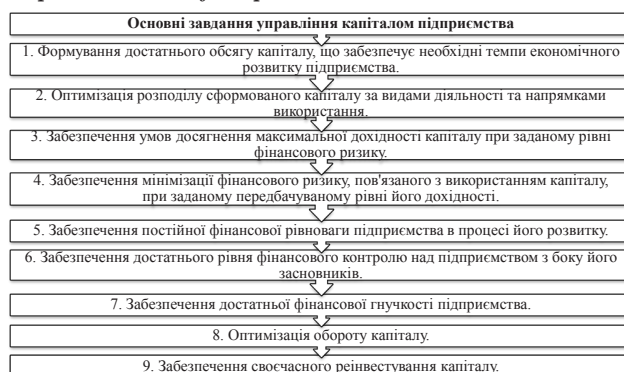 Основні завдання управління капіталом підприємства
1. Формування достатнього обсягу капіталу, що забезпечує необхідні темпи економічного
розвитку підприємства.
2. Оптимізація розподілу сформованого капіталу за видами діяльності та напрямками
використання.
3. Забезпечення умов досягнення максимальної дохідності капіталу при заданому рівні
фінансового ризику.
4. Забезпечення мінімізації фінансового ризику, пов'язаного з використанням капіталу,
при заданому передбачуваному рівні його дохідності.
5. Забезпечення постійної фінансової рівноваги підприємства в процесі його розвитку.
6. Забезпечення достатнього рівня фінансового контролю над підприємством з боку його
засновників.
7. Забезпечення достатньої фінансової гнучкості підприємства.
8. Оптимізація обороту капіталу.
9. Забезпечення своєчасного реінвестування капіталу.